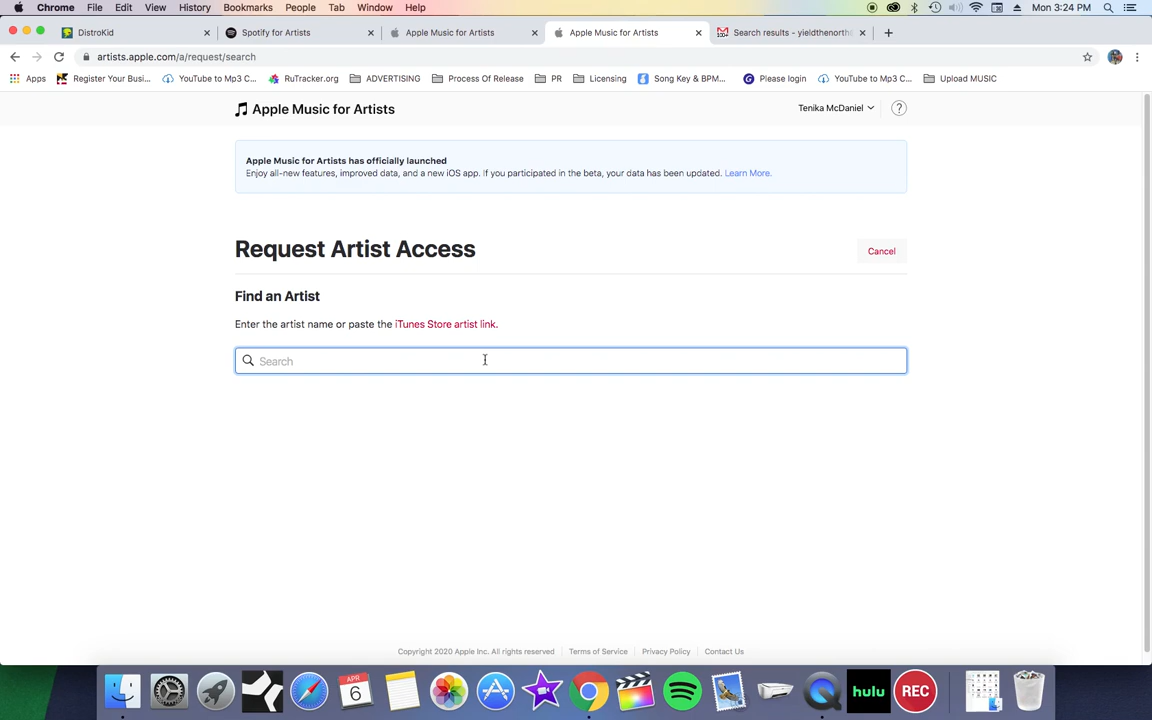 Chrome File Edit View History Bookmarks People Tab Window Help Mon 3:24 PM
DistroKid Spotify for Artists Apple Music for Artists Apple Music for Artists Search results - yieldthenorth
artists.apple.com/a/request/search
Apps Register Your Busi... YouTube to Mp3 C... RuTracker.org ADVERTISING Process Of Release PR Licensing Song Key & BPM... Please login YouTube to Mp3 C... Upload MUSIC
Apple Music for Artists Tenika McDaniel ?
Apple Music for Artists has officially launched
Enjoy all-new features, improved data, and a new iOS app. If you participated in the beta, your data has been updated. Learn More.
Request Artist Access Cancel
Find an Artist
Enter the artist name or paste the iTunes Store artist link.
Search
Copyright 2020 Apple Inc. All rights reserved Terms of Service Privacy Policy Contact Us
APR
6
hulu
REC